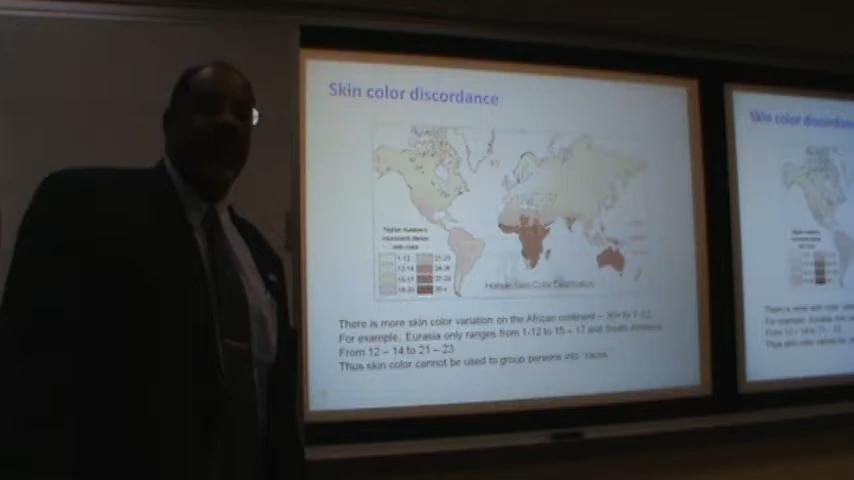 Skin color discordance
Higher numbers
represent darker
skin color
1-12
12-14
15-17
18-20
21-23
24-26
27-29
30+
Human Skin Color Distribution
There is more skin color variation on the African continent – 30+ to 1-12.
For example, Eurasia only ranges from 1-12 to 15 – 17 and South America
From 12 – 14 to 21 – 23
Thus skin color cannot be used to group persons into races
Skin color discordan